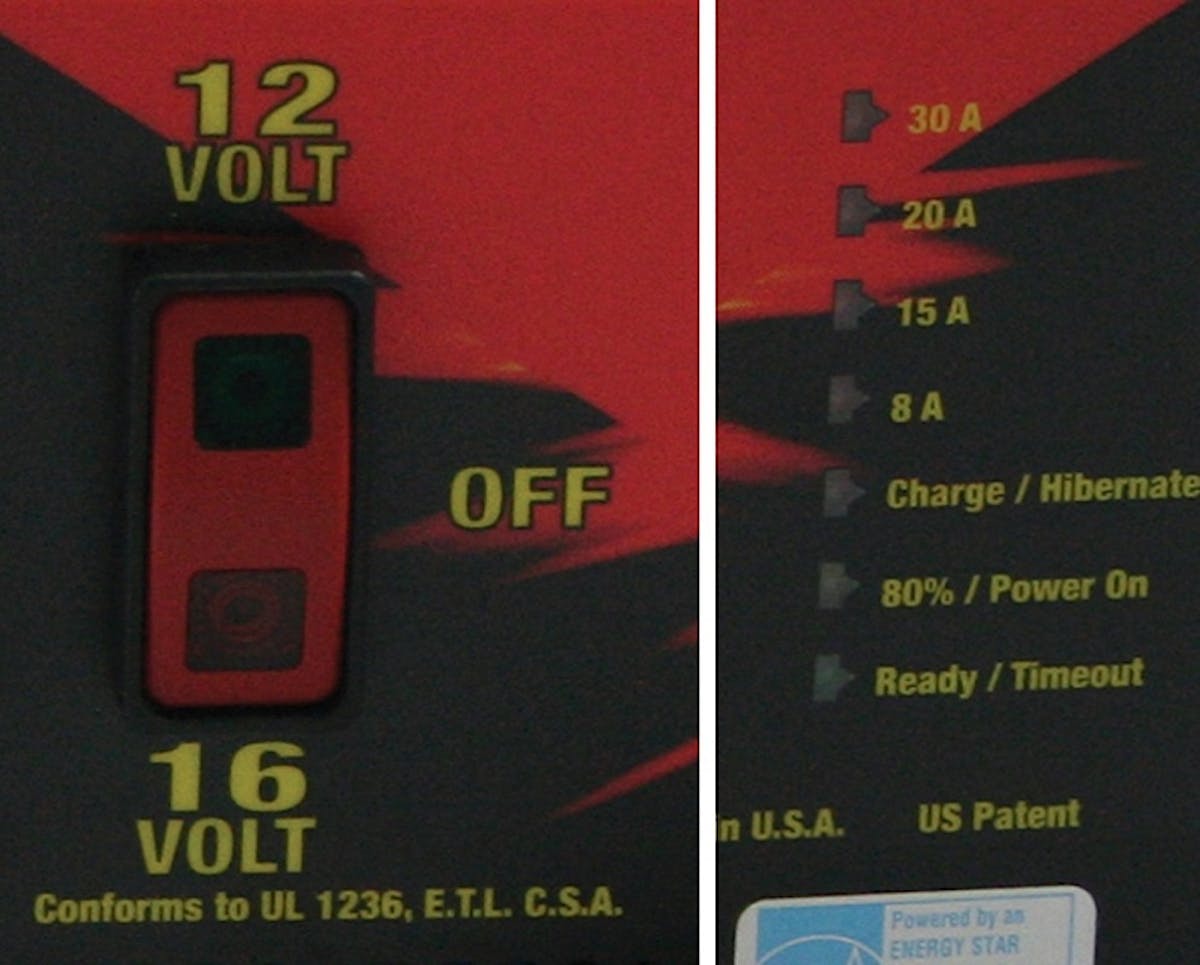 12
VOLT
OFF
16
VOLT
Conforms to UL 1236, E.T.L. C.S.A.
30 A
20 A
15 A
8 A
Charge / Hibernate
80% / Power On
Ready / Timeout
in U.S.A.
US Patent
Powered by an
ENERGY STAR